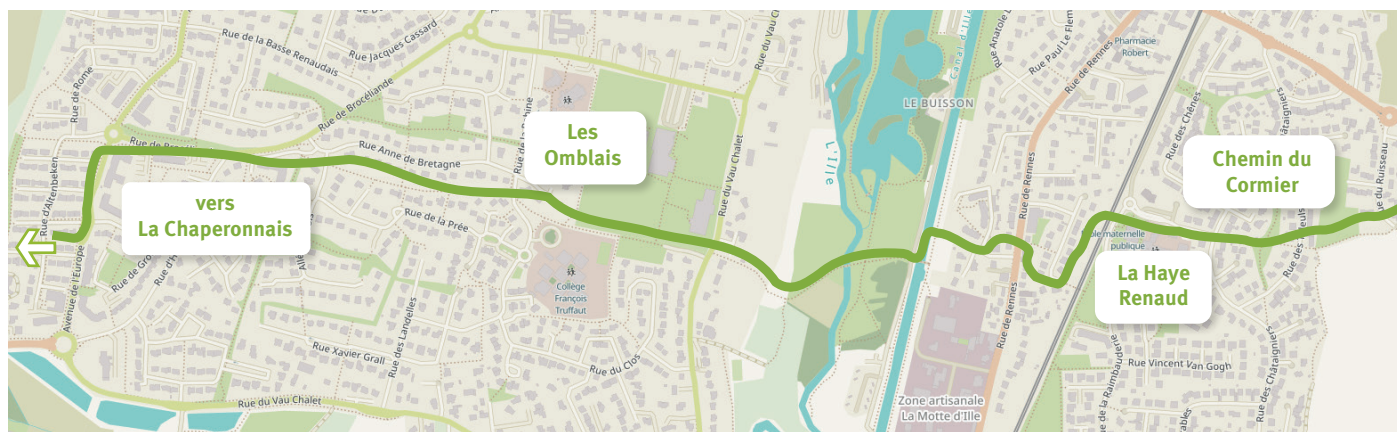 Rue de la Basse Renaudais
Rue Jacques Cassard
Rue du Vau Chalet
Canal d'Ille
Rue Anatole
Rue Paul Le Flem
Pharmacie
Robert
Rue de Rennes
Rue de Rome
Rue de Brocéliande
LE BUISSON
Rue des Chênes
Les
Omblais
Rue Anne de Bretagne
L'Ille
Chemin du
Cormier
Rue d'Altenbeken
vers
La Chaperonnais
Rue de la Prée
Rue du Vau Chalet
Rue de Rennes
maternelle
publique
La Haye
Renaud
Avenue de l'Europe
Collège
François
Truffaut
Rue des Landelles
Rue Xavier Grall
Rue du Clos
Rue de Rennes
Rue Vincent Van Gogh
Rue des Châtaigniers
Rue du Vau Chalet
Zone artisanale
La Motte d'Ille